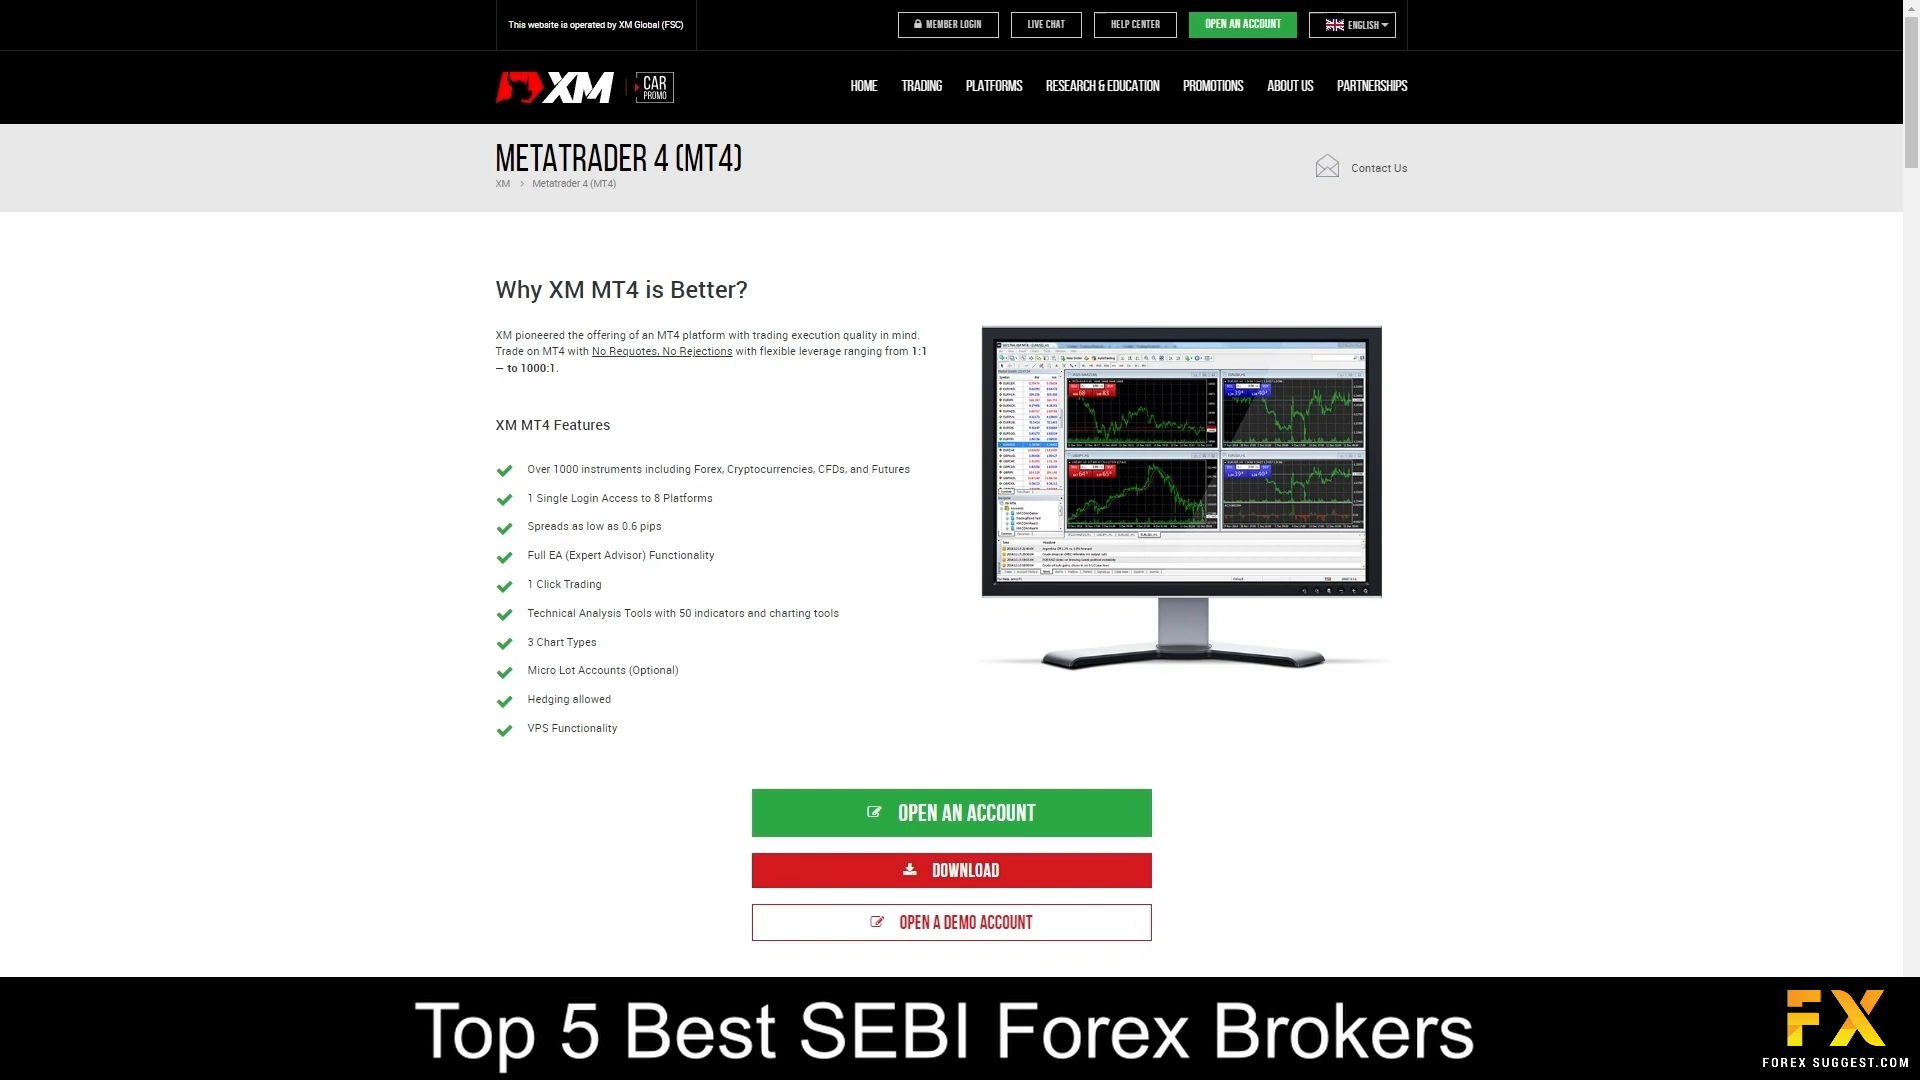 This website is operated by XM Global (FSC)
MEMBER LOGIN
LIVE CHAT
HELP CENTER
OPEN AN ACCOUNT
ENGLISH
XM
CAR
PROMO
HOME
TRADING
PLATFORMS
RESEARCH & EDUCATION
PROMOTIONS
ABOUT US
PARTNERSHIPS
METATRADER 4 (MT4)
XM > Metatrader 4 (MT4)
Contact Us
Why XM MT4 is Better?
XM pioneered the offering of an MT4 platform with trading execution quality in mind.
Trade on MT4 with No Requotes, No Rejections with flexible leverage ranging from 1:1
— to 1000:1.
XM MT4 Features
Over 1000 instruments including Forex, Cryptocurrencies, CFDs, and Futures
1 Single Login Access to 8 Platforms
Spreads as low as 0.6 pips
Full EA (Expert Advisor) Functionality
1 Click Trading
Technical Analysis Tools with 50 indicators and charting tools
3 Chart Types
Micro Lot Accounts (Optional)
Hedging allowed
VPS Functionality
OPEN AN ACCOUNT
DOWNLOAD
OPEN A DEMO ACCOUNT
Top 5 Best SEBI Forex Brokers
FX
FOREX SUGGEST.COM